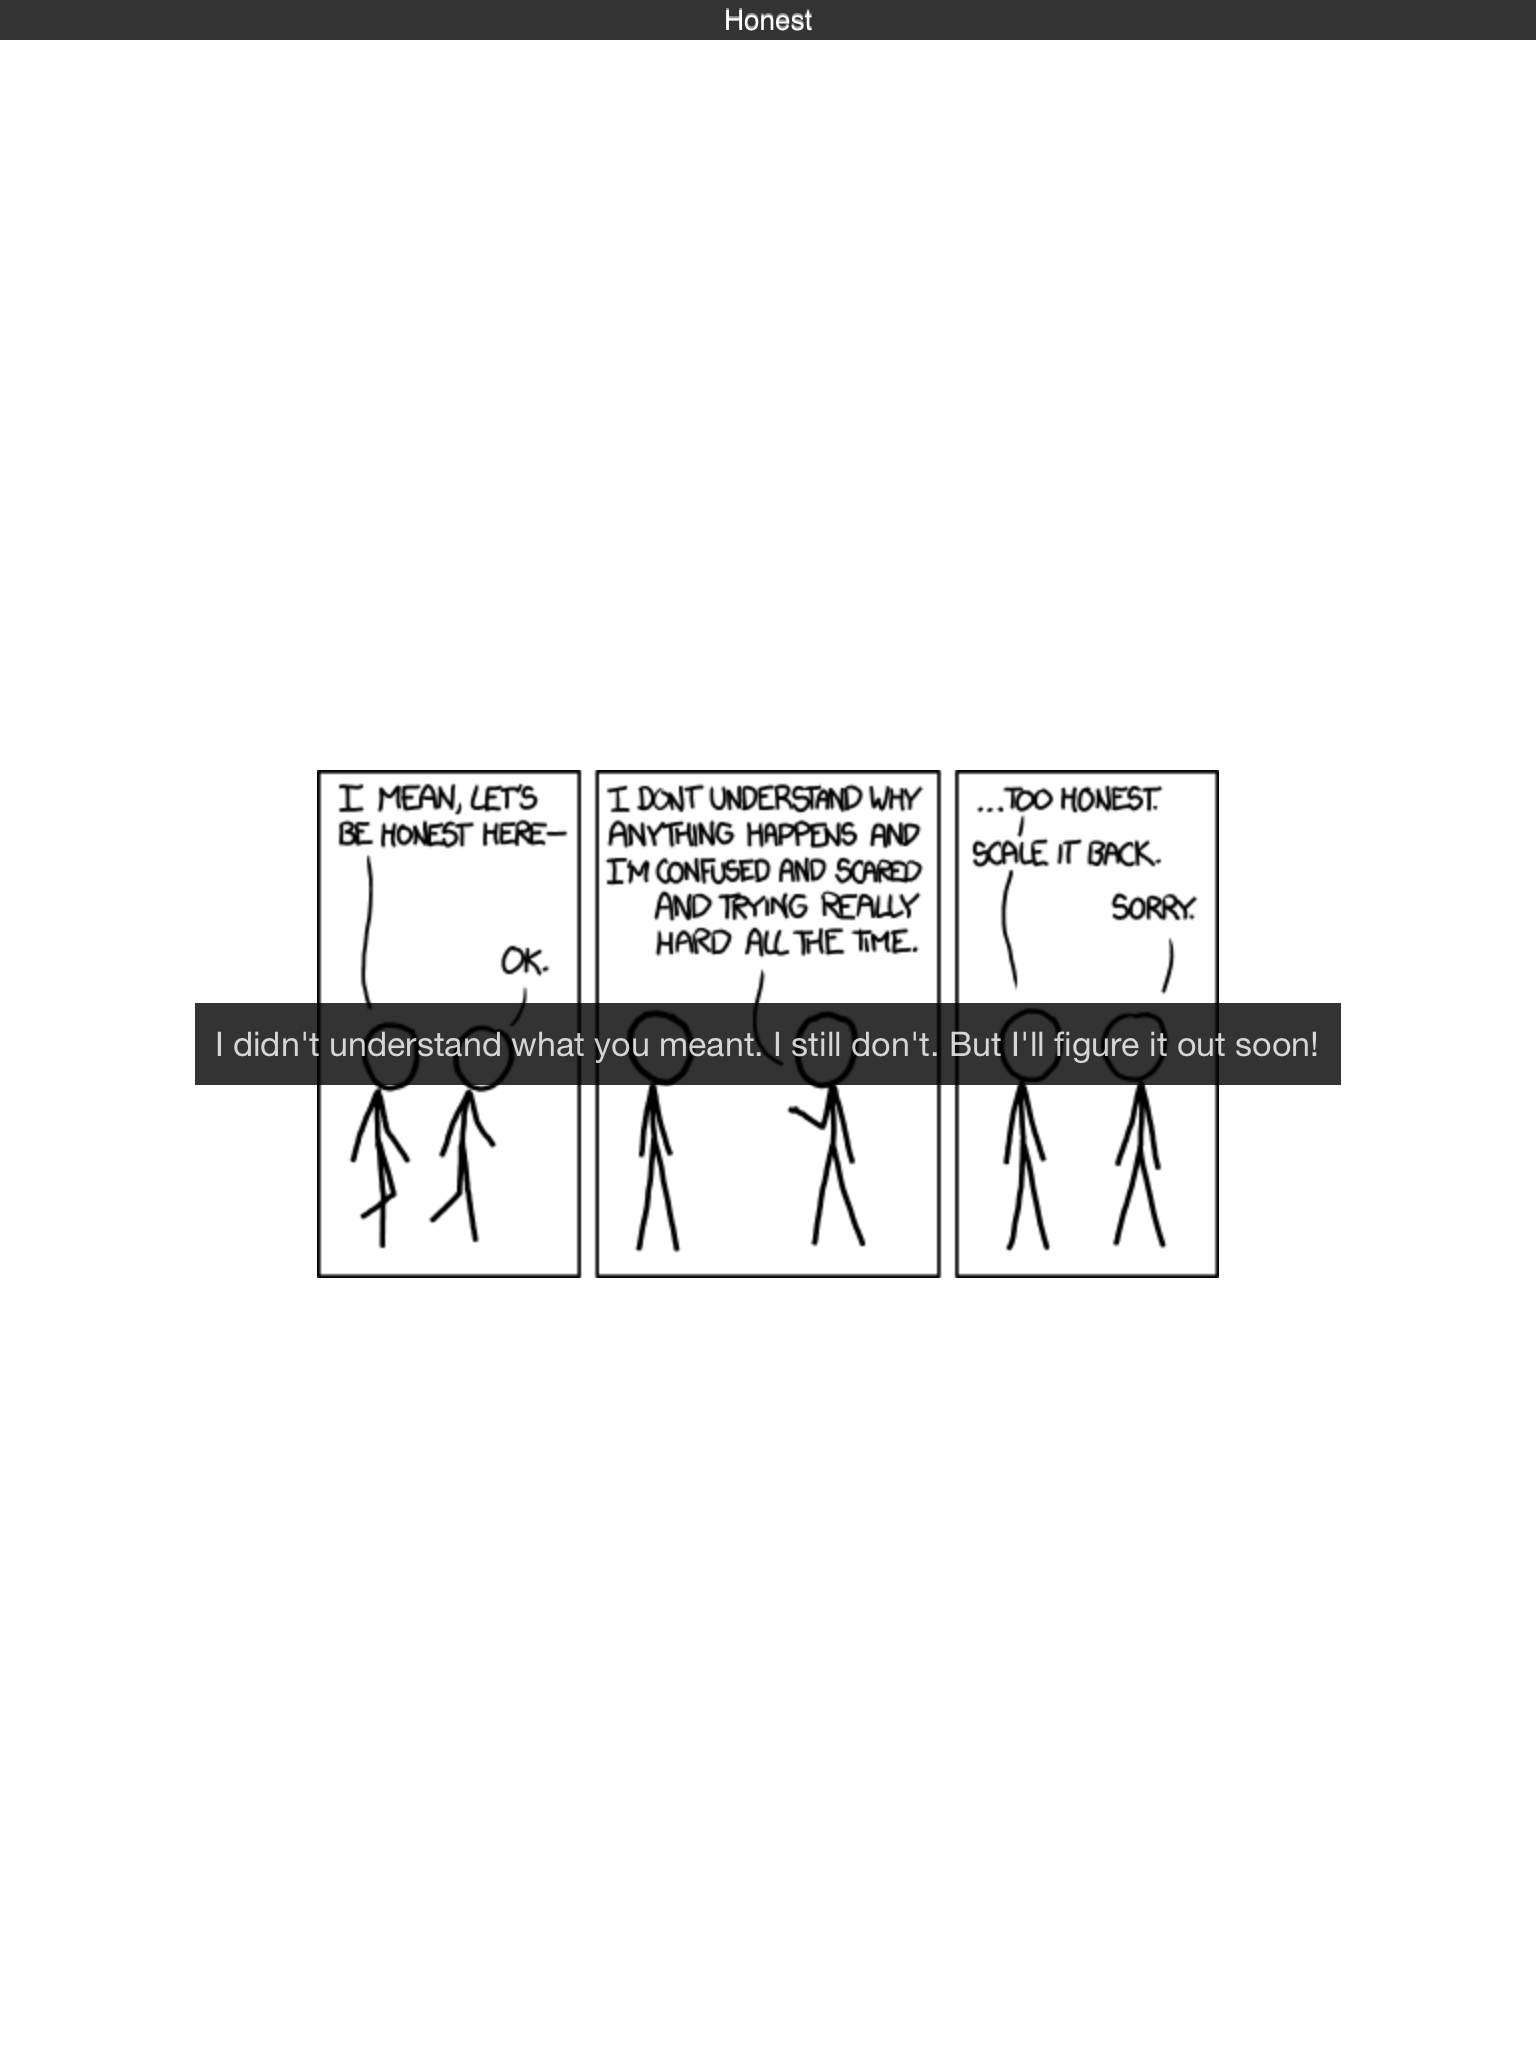 Honest
I MEAN, LET'S
BE HONEST HERE—
OK.
I DON'T UNDERSTAND WHY
ANYTHING HAPPENS AND
I'M CONFUSED AND SCARED
AND TRYING REALLY
HARD ALL THE TIME.
...TOO HONEST.
SCALE IT BACK.
SORRY.
I didn't understand what you meant. I still don't. But I'll figure it out soon!